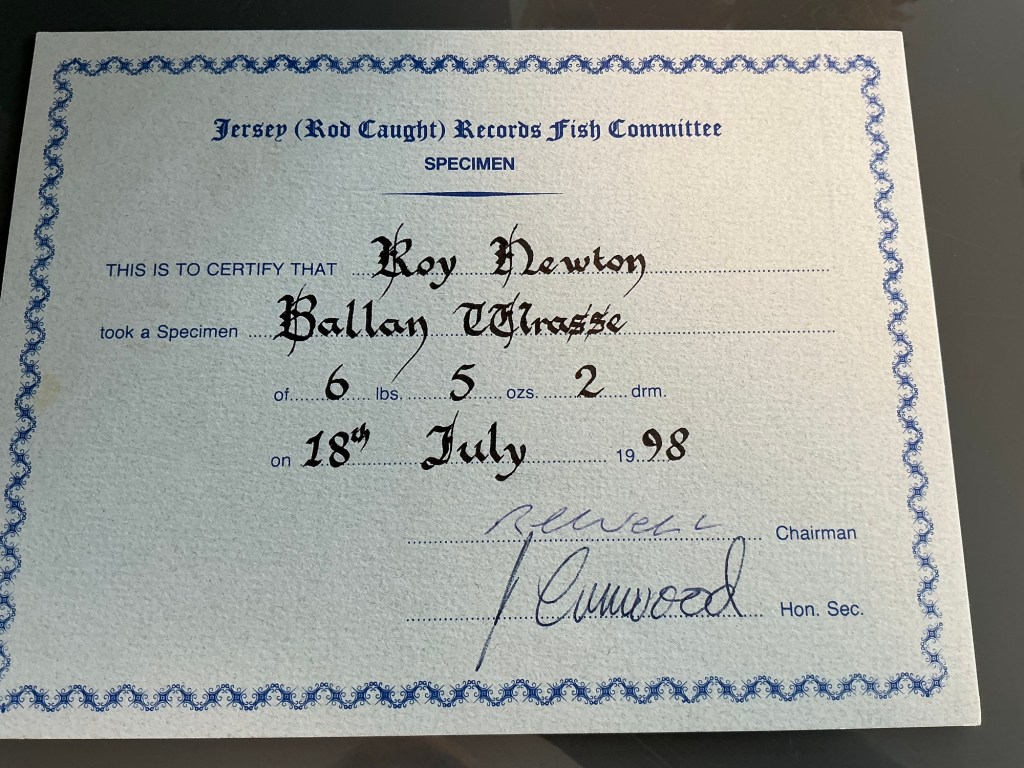 Jersey (Rod Caught) Records Fish Committee
SPECIMEN
THIS IS TO CERTIFY THAT Roy Newton
took a Specimen Ballan Wrasse
of 6 lbs. 5 ozs. 2 drm.
on 18th July 1998
Chairman
Hon. Sec.